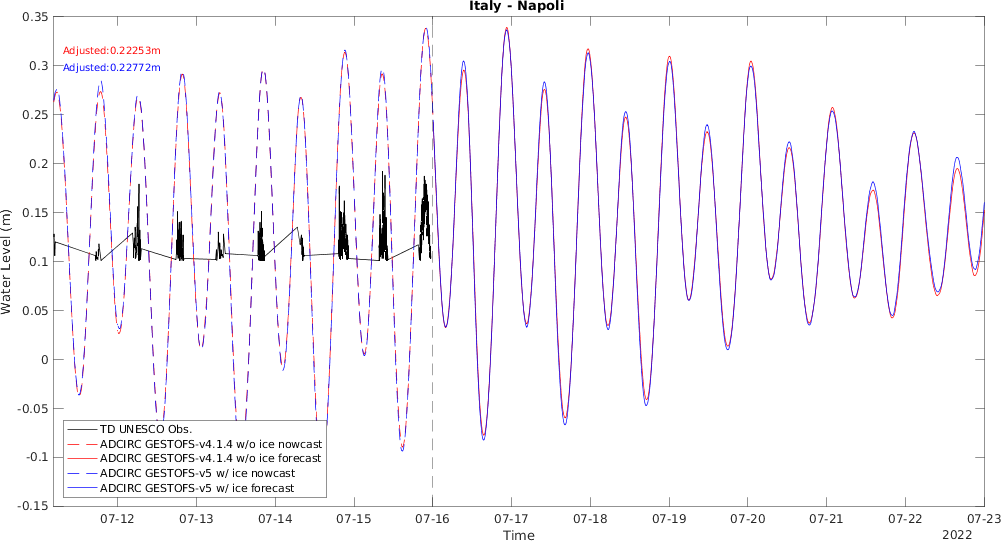 Italy - Napoli
Adjusted:0.22253m
Adjusted:0.22772m
0.35
0.3
0.25
0.2
0.15
0.1
0.05
0
-0.05
-0.1
-0.15
Water Level (m)
TD UNESCO Obs.
ADCIRC GESTOFS-v4.1.4 w/o ice nowcast
ADCIRC GESTOFS-v4.1.4 w/o ice forecast
ADCIRC GESTOFS-v5 w/ ice nowcast
ADCIRC GESTOFS-v5 w/ ice forecast
07-12 07-13 07-14 07-15 07-16 07-17 07-18 07-19 07-20 07-21 07-22 07-23
Time
2022